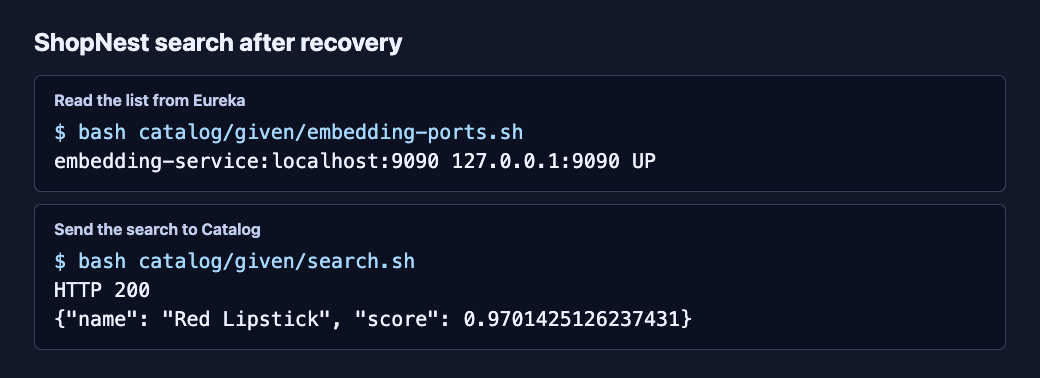 ShopNest search after recovery
Read the list from Eureka
$ bash catalog/given/embedding-ports.sh
embedding-service:localhost:9090 127.0.0.1:9090 UP
Send the search to Catalog
$ bash catalog/given/search.sh
HTTP 200
{"name": "Red Lipstick", "score": 0.9701425126237431}